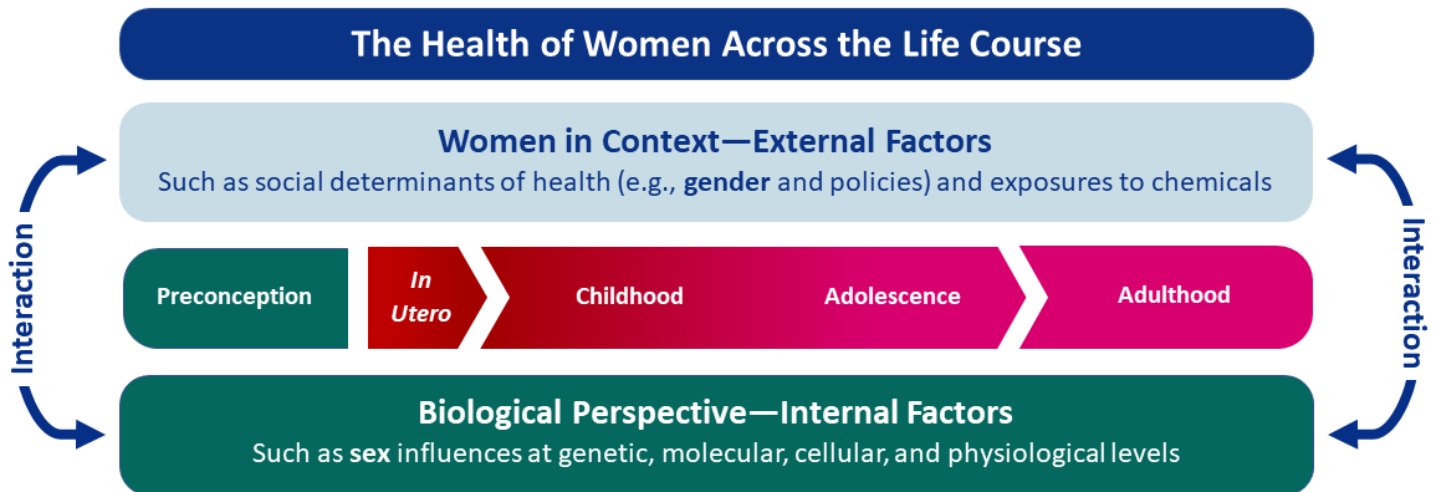 The Health of Women Across the Life Course
Women in Context—External Factors
Such as social determinants of health (e.g., gender and policies) and exposures to chemicals
Interaction
Preconception
In
Utero
Childhood
Adolescence
Adulthood
Interaction
Biological Perspective—Internal Factors
Such as sex influences at genetic, molecular, cellular, and physiological levels